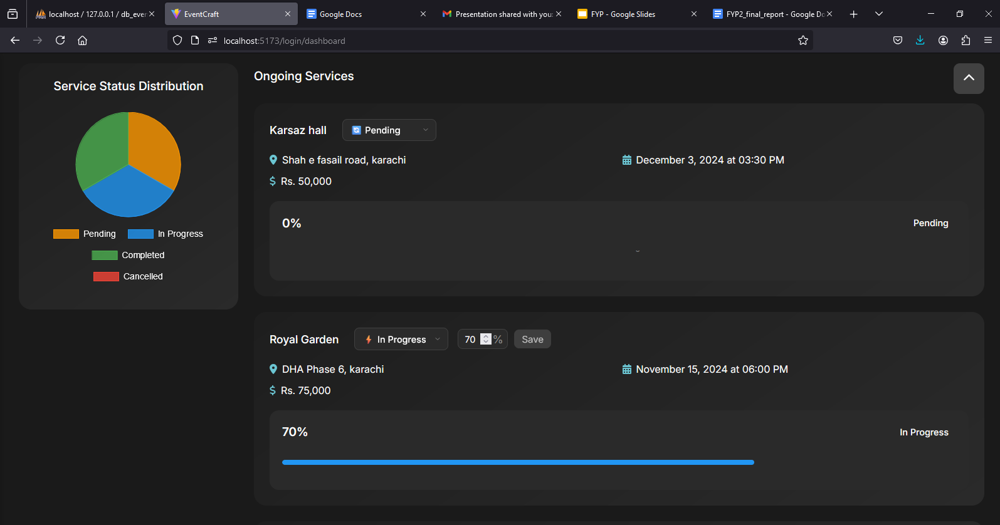 localhost / 127.0.0.1 / db_ever
EventCraft
Google Docs
Presentation shared with you:
FYP - Google Slides
FYP2_final_report - Google Do
localhost:5173/login/dashboard
Service Status Distribution
Pending
In Progress
Completed
Cancelled
Ongoing Services
Karsaz hall
Pending
Shah e fasail road, karachi
December 3, 2024 at 03:30 PM
$ Rs. 50,000
0%
Pending
Royal Garden
In Progress
70 %
Save
DHA Phase 6, karachi
November 15, 2024 at 06:00 PM
$ Rs. 75,000
70%
In Progress